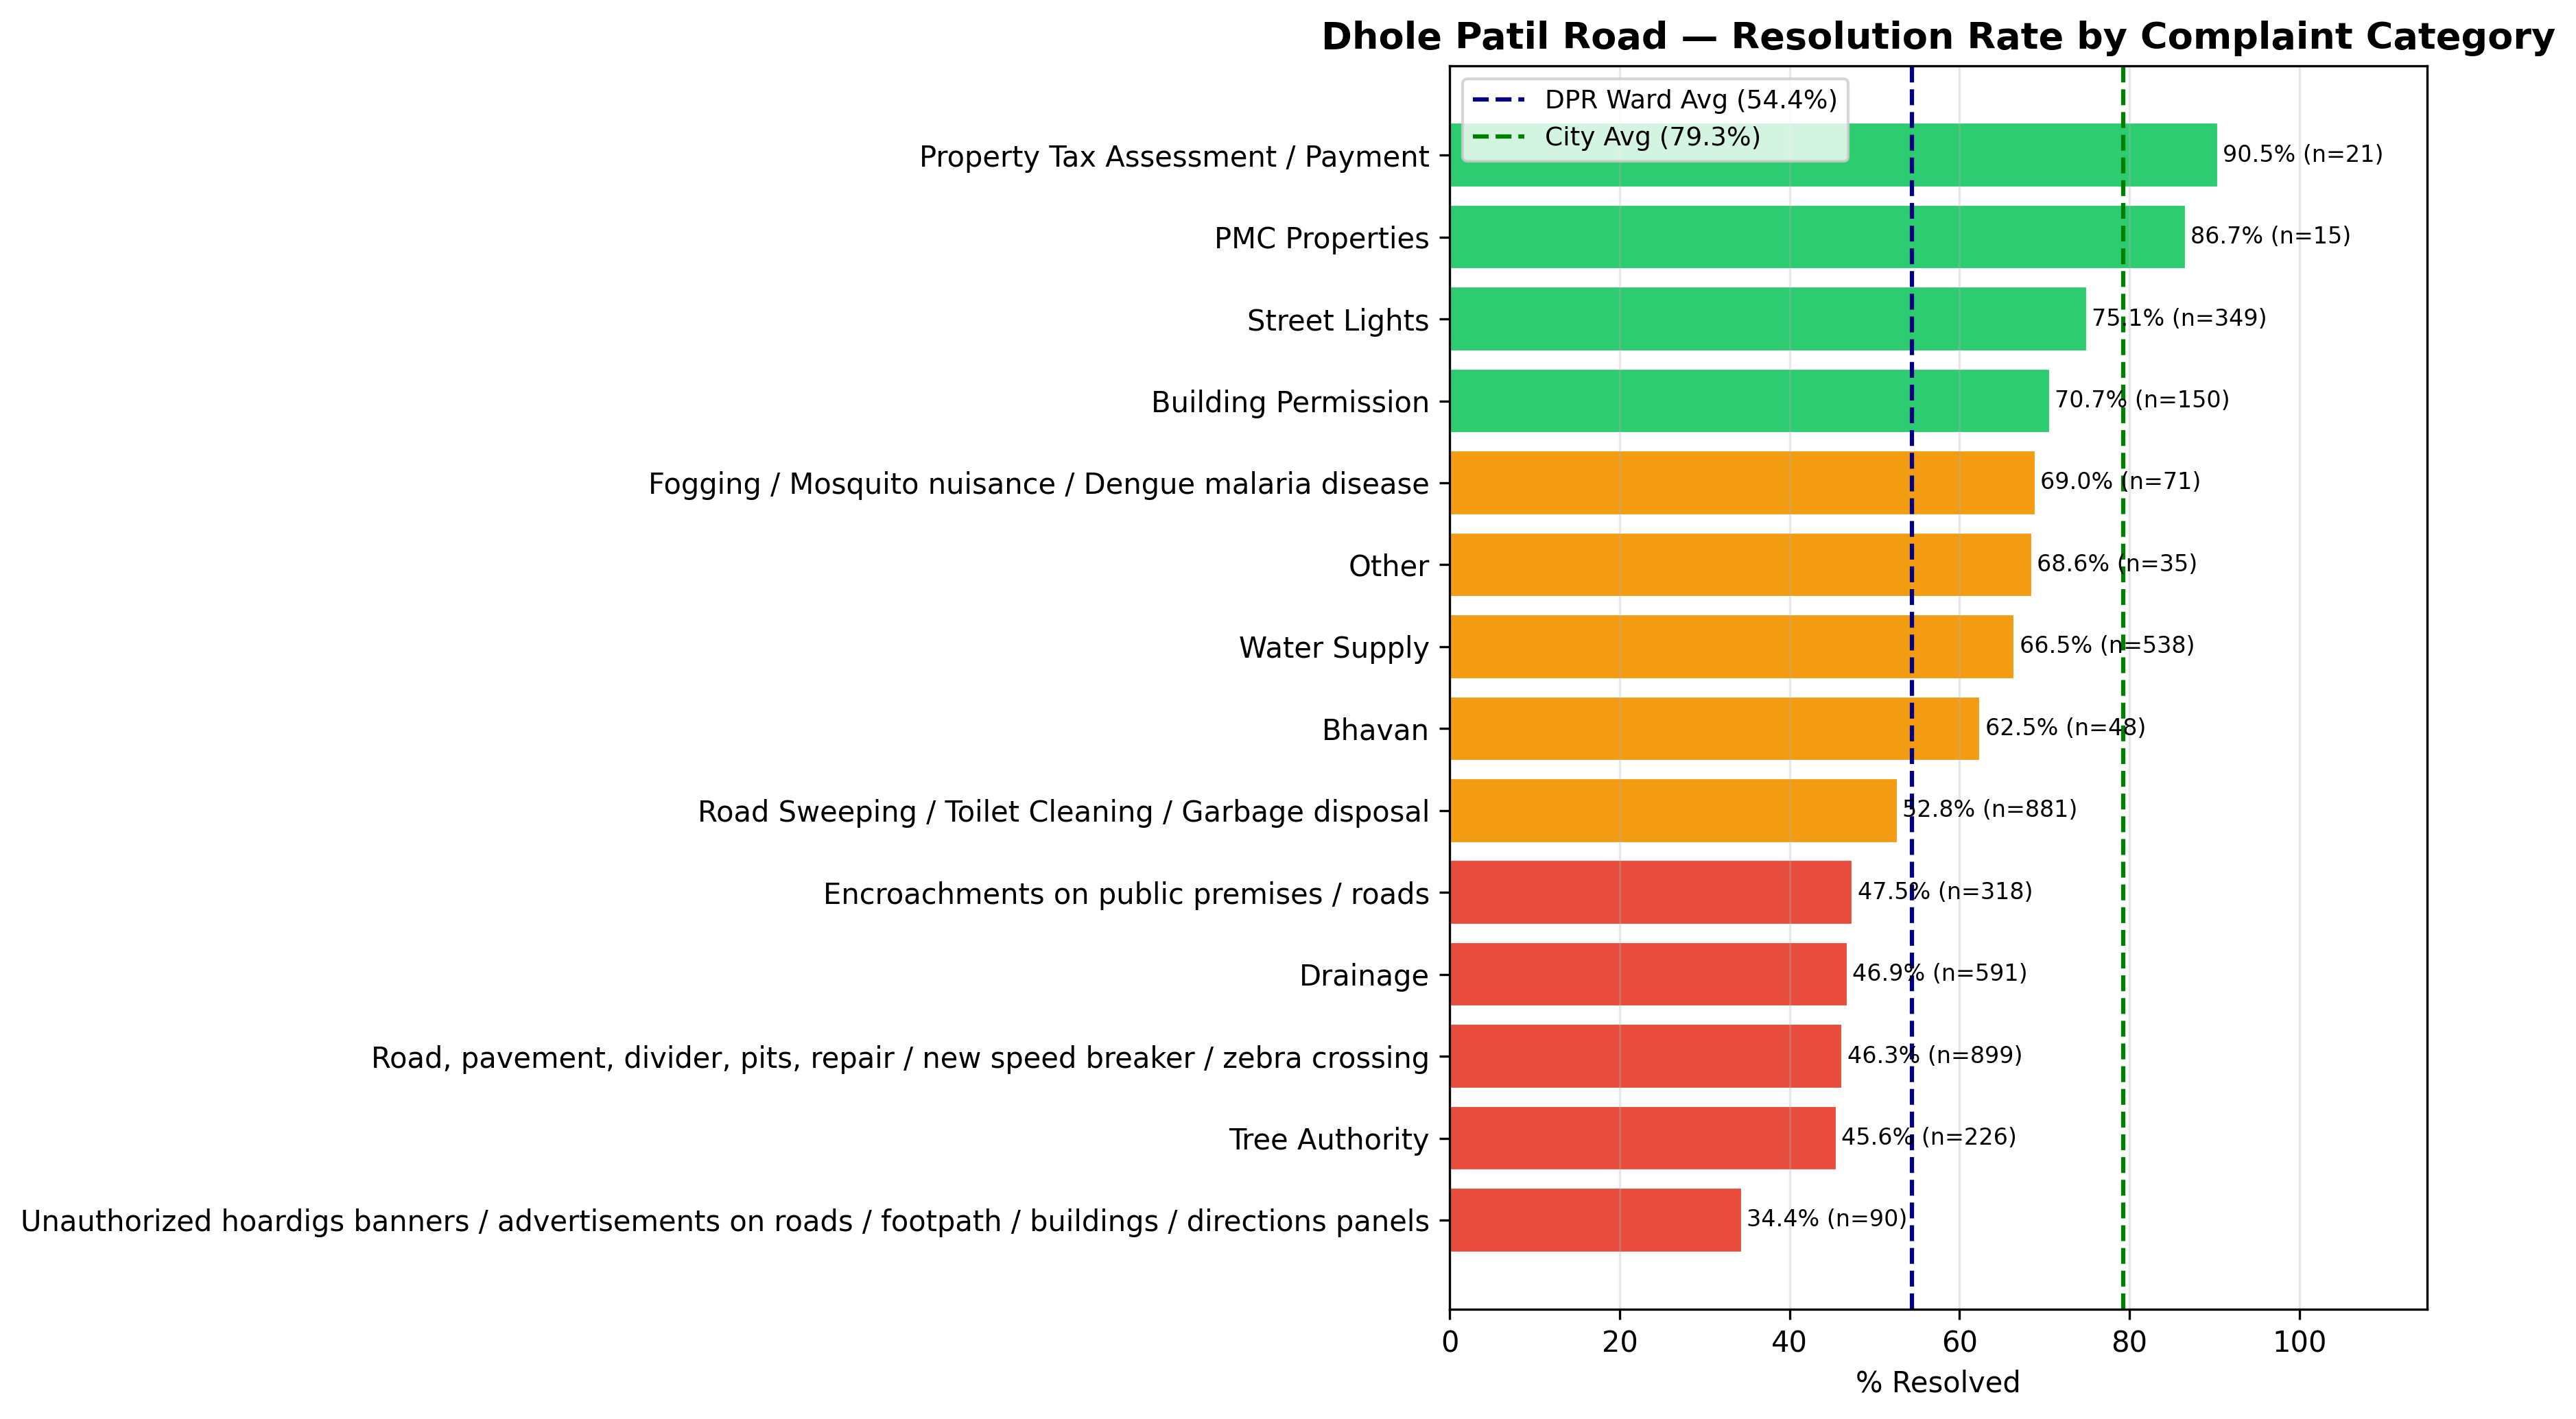 Dhole Patil Road — Resolution Rate by Complaint Category
DPR Ward Avg (54.4%)
City Avg (79.3%)
Property Tax Assessment / Payment 90.5% (n=21)
PMC Properties 86.7% (n=15)
Street Lights 75.1% (n=349)
Building Permission 70.7% (n=150)
Fogging / Mosquito nuisance / Dengue malaria disease 69.0% (n=71)
Other 68.6% (n=35)
Water Supply 66.5% (n=538)
Bhavan 62.5% (n=48)
Road Sweeping / Toilet Cleaning / Garbage disposal 52.8% (n=881)
Encroachments on public premises / roads 47.5% (n=318)
Drainage 46.9% (n=591)
Road, pavement, divider, pits, repair / new speed breaker / zebra crossing 46.3% (n=899)
Tree Authority 45.6% (n=226)
Unauthorized hoardigs banners / advertisements on roads / footpath / buildings / directions panels 34.4% (n=90)
0 20 40 60 80 100
% Resolved